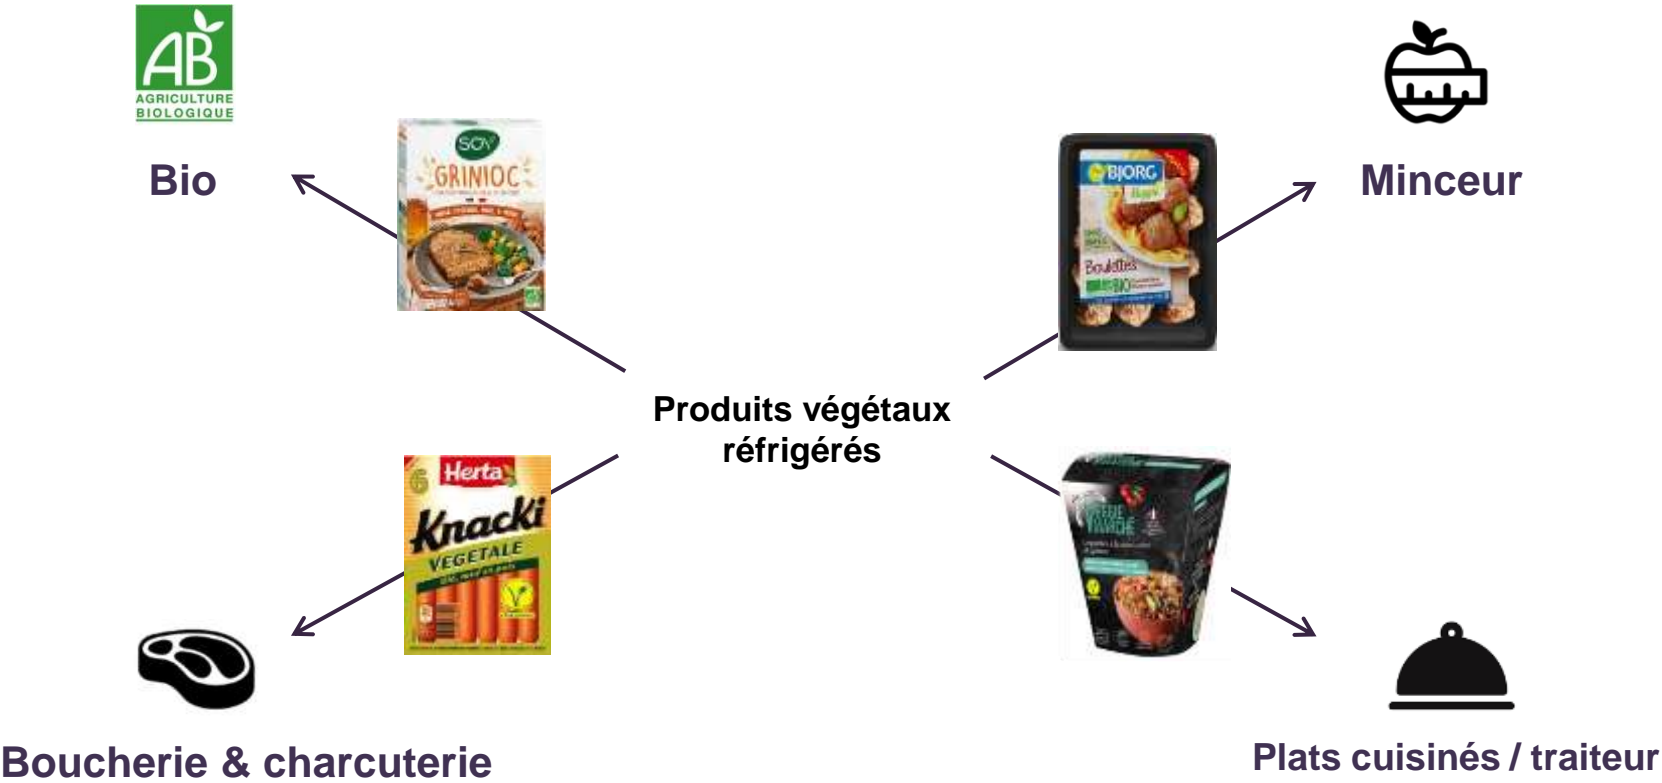 AB
AGRICULTURE
BIOLOGIQUE
Bio
Minceur
SOY
GRINIOC
BJORG
Boulettes
BIO
Produits végétaux
réfrigérés
6
Herta
Knacki
VEGETALE
Boucherie & charcuterie
Plats cuisinés / traiteur